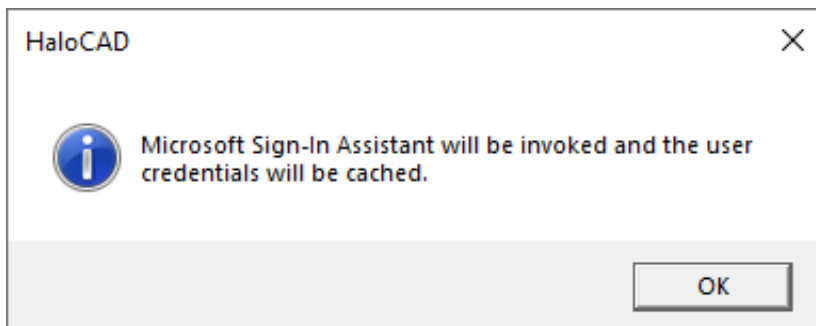 HaloCAD
Microsoft Sign-In Assistant will be invoked and the user
credentials will be cached.
OK